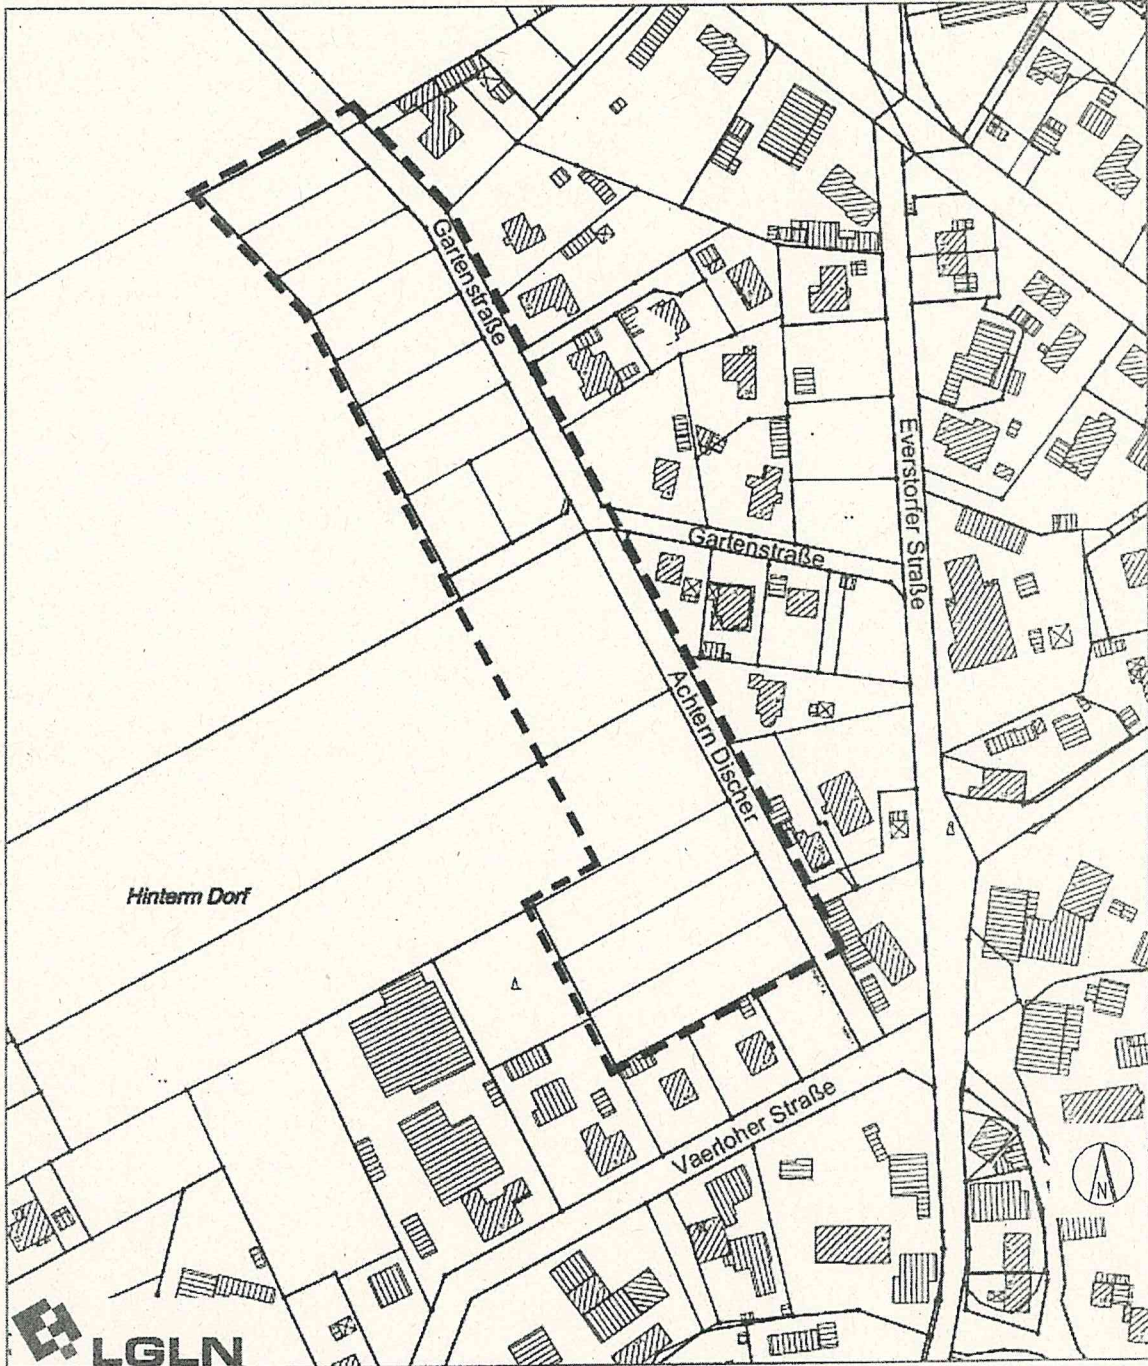 Gartenstraße
Everstorfer Straße
Gartenstraße
Achtern Discher
Hinterm Dorf
Vaerloher Straße
N
LGLN